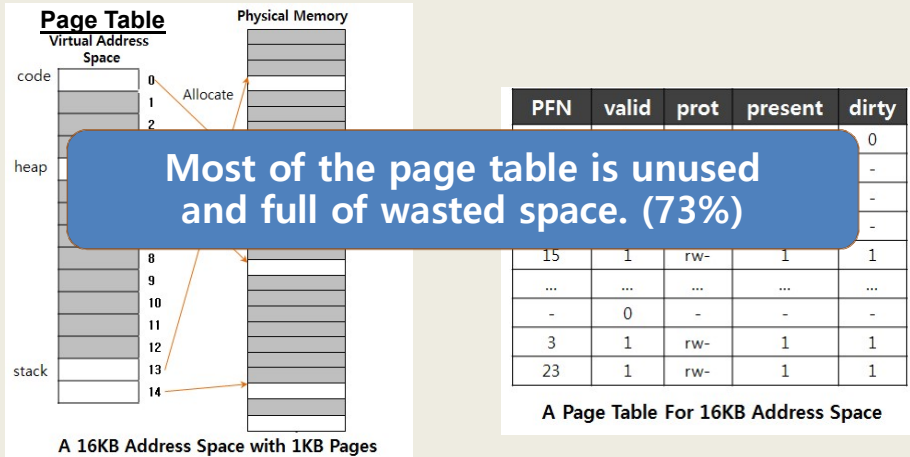 Page Table
Virtual Address
Space
Physical Memory
code
0
Allocate
1
2
heap
8
9
10
11
12
stack
13
14
A 16KB Address Space with 1KB Pages
Most of the page table is unused
and full of wasted space. (73%)
PFN valid prot present dirty
0
-
-
-
15 1 rw- 1 1
... ... ... ... ...
- 0 - - -
3 1 rw- 1 1
23 1 rw- 1 1
A Page Table For 16KB Address Space